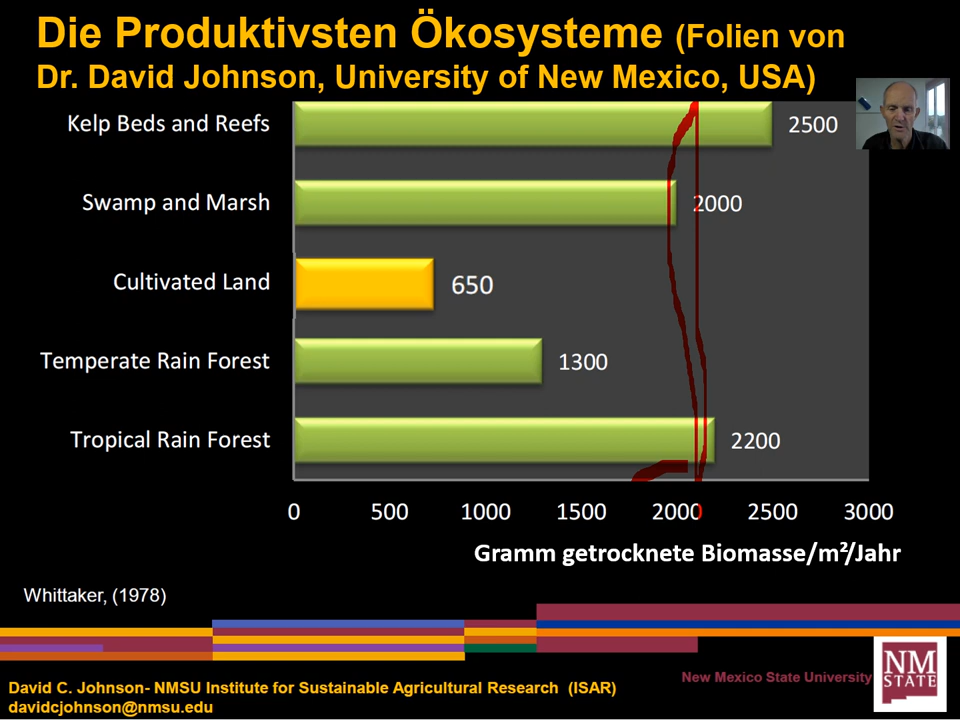 Die Produktivsten Ökosysteme (Folien von
Dr. David Johnson, University of New Mexico, USA)
Kelp Beds and Reefs
2500
Swamp and Marsh
2000
Cultivated Land
650
Temperate Rain Forest
1300
Tropical Rain Forest
2200
0 500 1000 1500 2000 2500 3000
Gramm getrocknete Biomasse/m²/Jahr
Whittaker, (1978)
New Mexico State University
NM
STATE
David C. Johnson- NMSU Institute for Sustainable Agricultural Research (ISAR)
davidcjohnson@nmsu.edu